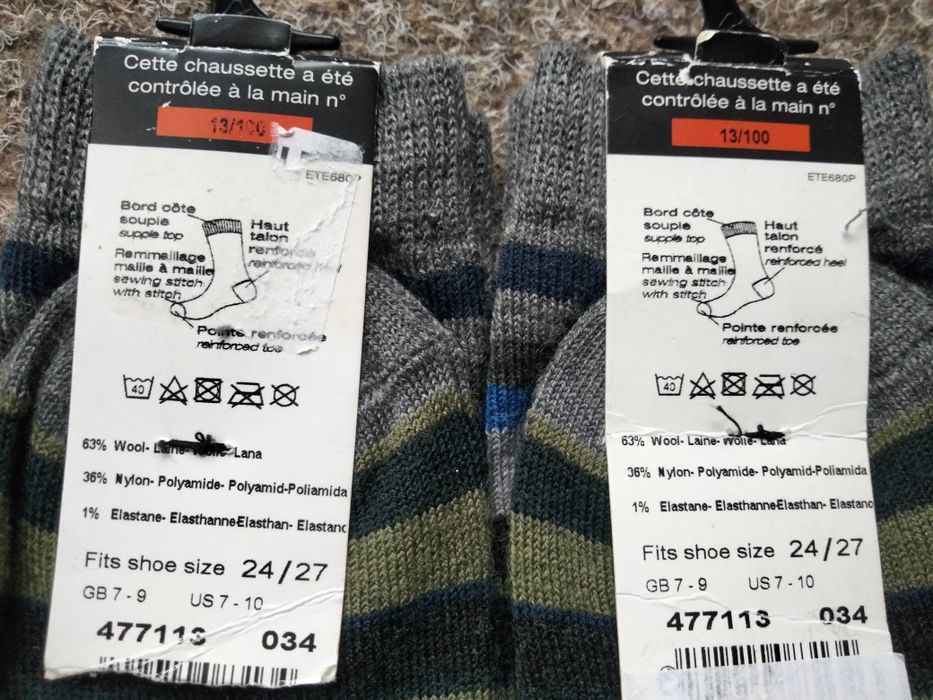 Cette chaussette a été
contrôlée à la main n°
13/100
ETE680P
Bord côte
souple
supple top
Haut
talon
renforcé
reinforced heel
Remmaillage
maille à maille
sewing stitch
with stitch
Pointe renforcée
reinforced toe
40
63% Wool- Laine- Wolle- Lana
36% Nylon- Polyamide- Polyamid-Poliamida
1% Elastane- ElasthanneElasthan- Elastano
Fits shoe size 24/27
GB 7 - 9 US 7 - 10
477113 034
Cette chaussette a été
contrôlée à la main n°
13/100
ETE680P
Bord côte
souple
supple top
Haut
talon
renforcé
reinforced heel
Remmaillage
maille à maille
sewing stitch
with stitch
Pointe renforcée
reinforced toe
40
63% Wool- Laine- Wolle- Lana
36% Nylon- Polyamide- Polyamid-Poliamida
1% Elastane- ElasthanneElasthan- Elastano
Fits shoe size 24/27
GB 7 - 9 US 7 - 10
477113 034